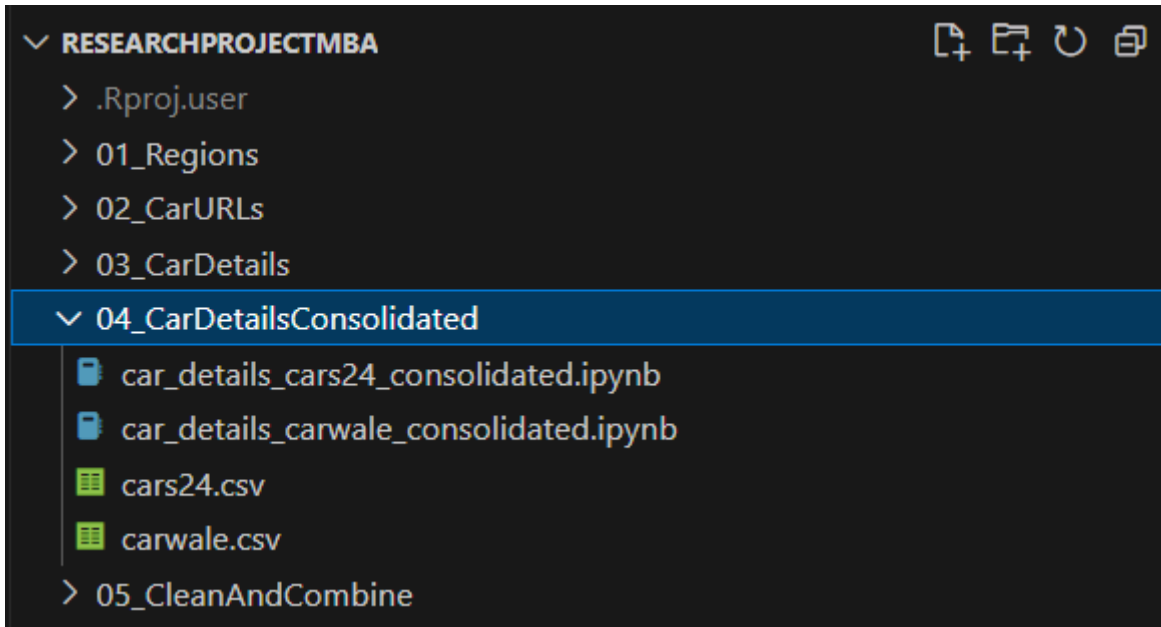 RESEARCHPROJECTMBA
.Rproj.user
01_Regions
02_CarURLs
03_CarDetails
04_CarDetailsConsolidated
car_details_cars24_consolidated.ipynb
car_details_carwale_consolidated.ipynb
cars24.csv
carwale.csv
05_CleanAndCombine